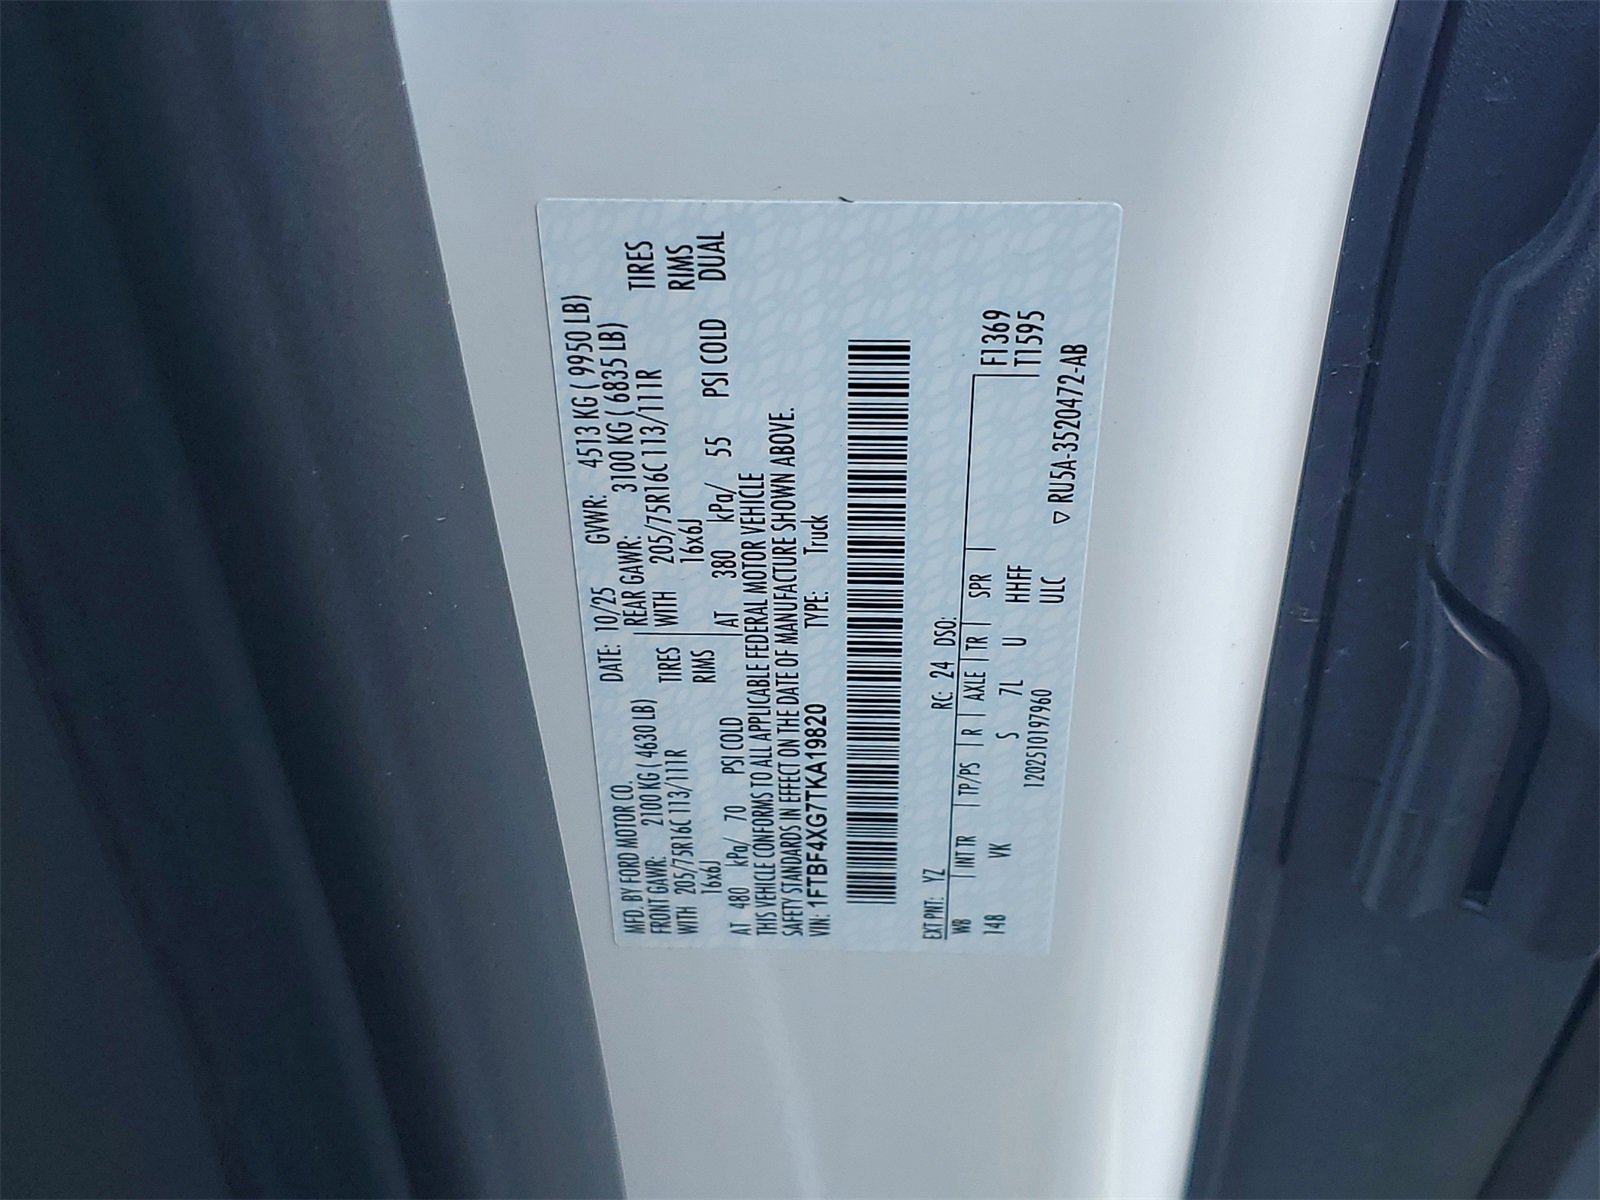 MFD. BY FORD MOTOR CO.
DATE: 10/25 GVWR: 4513 KG ( 9950 LB)
FRONT GAWR: 2100 KG ( 4630 LB) REAR GAWR: 3100 KG ( 6835 LB)
WITH 205/75R16C 113/111R TIRES WITH 205/75R16C 113/111R TIRES
16x6J RIMS 16x6J RIMS
AT 480 kPa/ 70 PSI COLD AT 380 kPa/ 55 PSI COLD DUAL
THIS VEHICLE CONFORMS TO ALL APPLICABLE FEDERAL MOTOR VEHICLE
SAFETY STANDARDS IN EFFECT ON THE DATE OF MANUFACTURE SHOWN ABOVE.
VIN: 1FTBF4XG7TKA19820 TYPE: Truck
EXT PNT: YZ RC: 24 DSO:
WB INT TR TP/PS R AXLE TR SPR F1369
148 VK S 7L U HHFF T1595
120251019796​0 ULC ▽ RU5A-3520472-AB